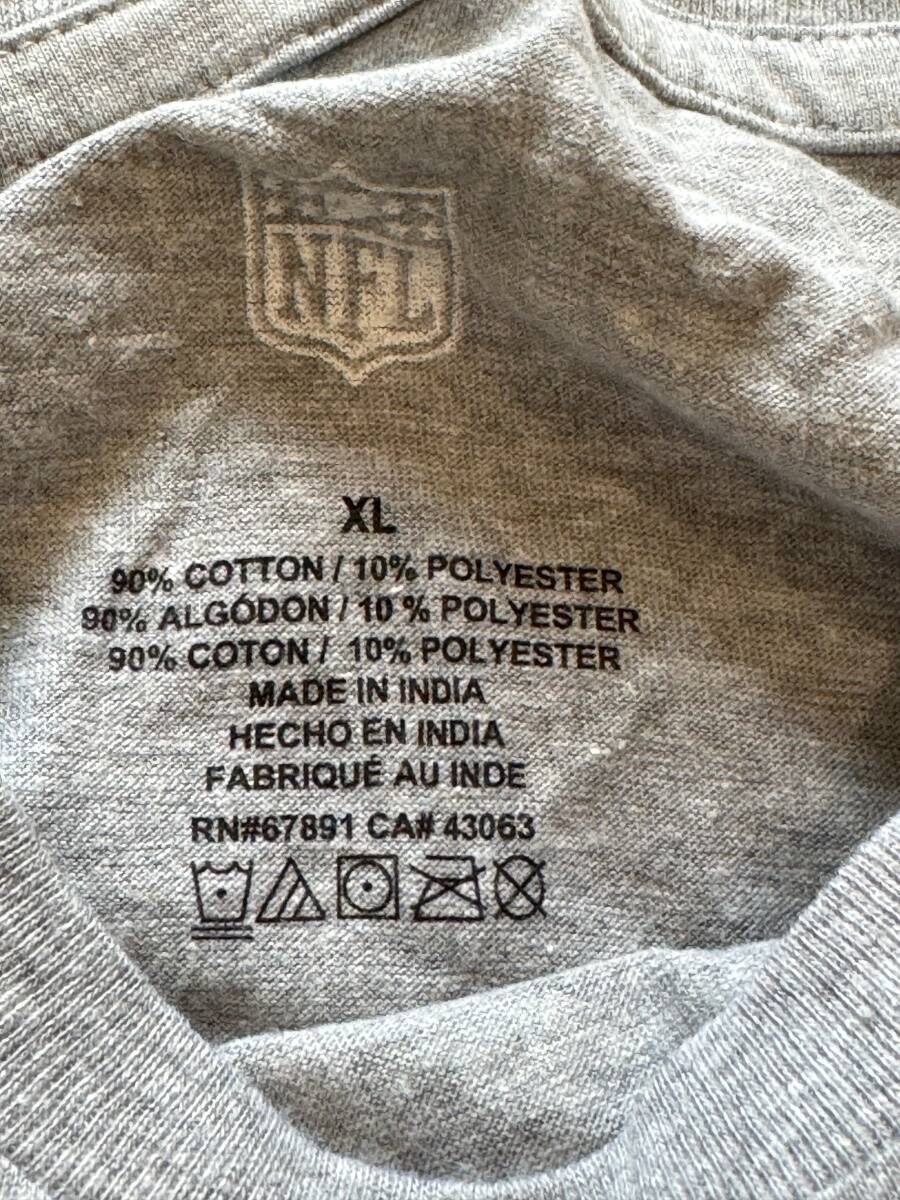 NFL
XL
90% COTTON / 10% POLYESTER
90% ALGÓDON / 10 % POLYESTER
90% COTON / 10% POLYESTER
MADE IN INDIA
HECHO EN INDIA
FABRIQUÉ AU INDE
RN#67891 CA# 43063